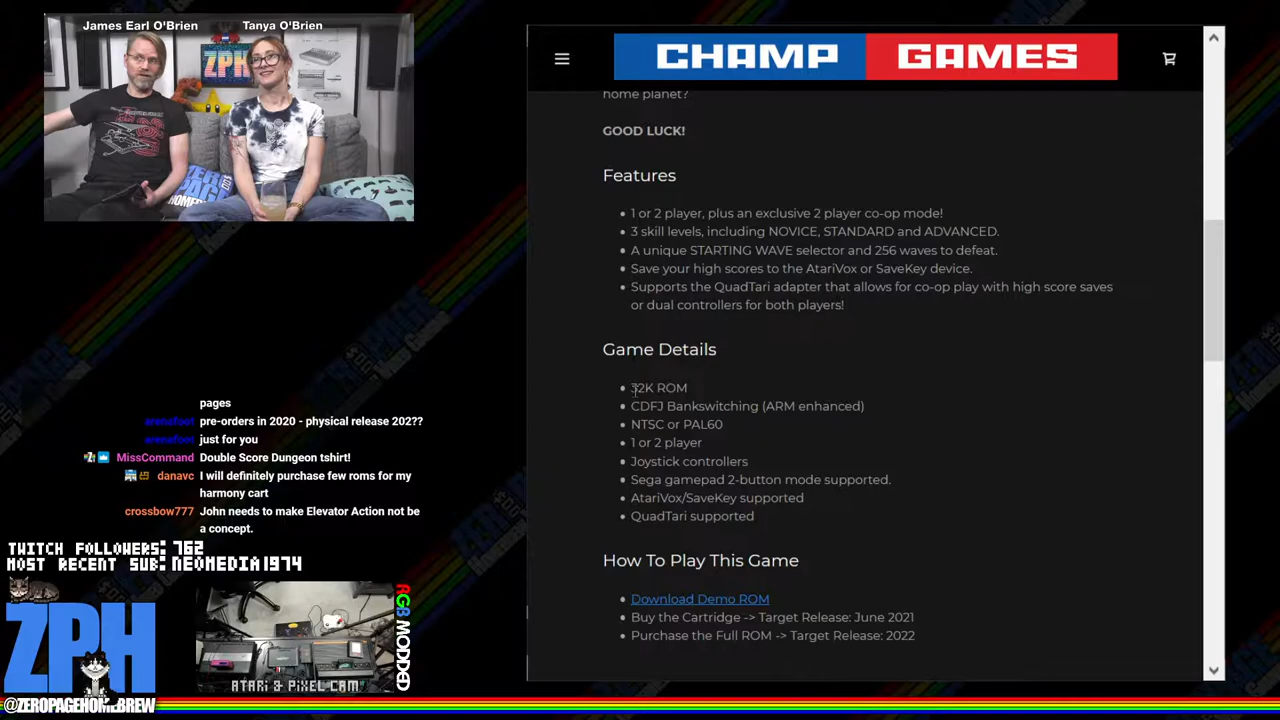 James Earl O'Brien
Tanya O'Brien
ZPH
CHAMP GAMES
home planet?
GOOD LUCK!
Features
1 or 2 player, plus an exclusive 2 player co-op mode!
3 skill levels, including NOVICE, STANDARD and ADVANCED.
A unique STARTING WAVE selector and 256 waves to defeat.
Save your high scores to the AtariVox or SaveKey device.
Supports the QuadTari adapter that allows for co-op play with high score saves
or dual controllers for both players!
Game Details
32K ROM
CDFJ Bankswitching (ARM enhanced)
NTSC or PAL60
1 or 2 player
Joystick controllers
Sega gamepad 2-button mode supported.
AtariVox/SaveKey supported
QuadTari supported
How To Play This Game
Download Demo ROM
Buy the Cartridge -> Target Release: June 2021
Purchase the Full ROM -> Target Release: 2022
pages
arenafoot pre-orders in 2020 - physical release 202??
arenafoot just for you
MissCommand Double Score Dungeon tshirt!
danavc I will definitely purchase few roms for my
harmony cart
crossbow777 John needs to make Elevator Action not be
a concept.
TWITCH FOLLOWERS: 762
MOST RECENT SUB: NEOMEDIA1974
ZPH
@ZEROPAGEHOMEBREW
RGB MODDED
ATARI & PIXEL CAM